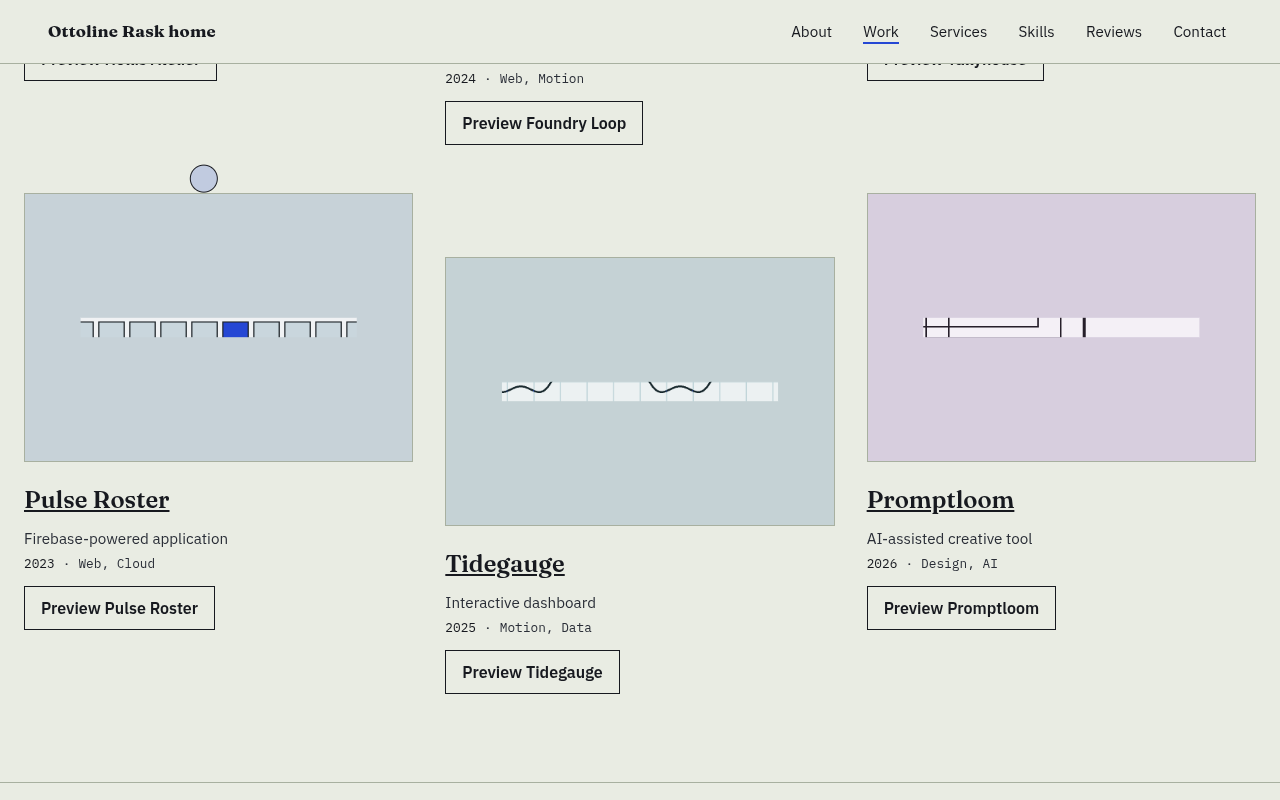 Ottoline Rask home
About
Work
Services
Skills
Reviews
Contact
2024 · Web, Motion
Preview Foundry Loop
Pulse Roster
Firebase-powered application
2023 · Web, Cloud
Preview Pulse Roster
Tidegauge
Interactive dashboard
2025 · Motion, Data
Preview Tidegauge
Promptloom
AI-assisted creative tool
2026 · Design, AI
Preview Promptloom